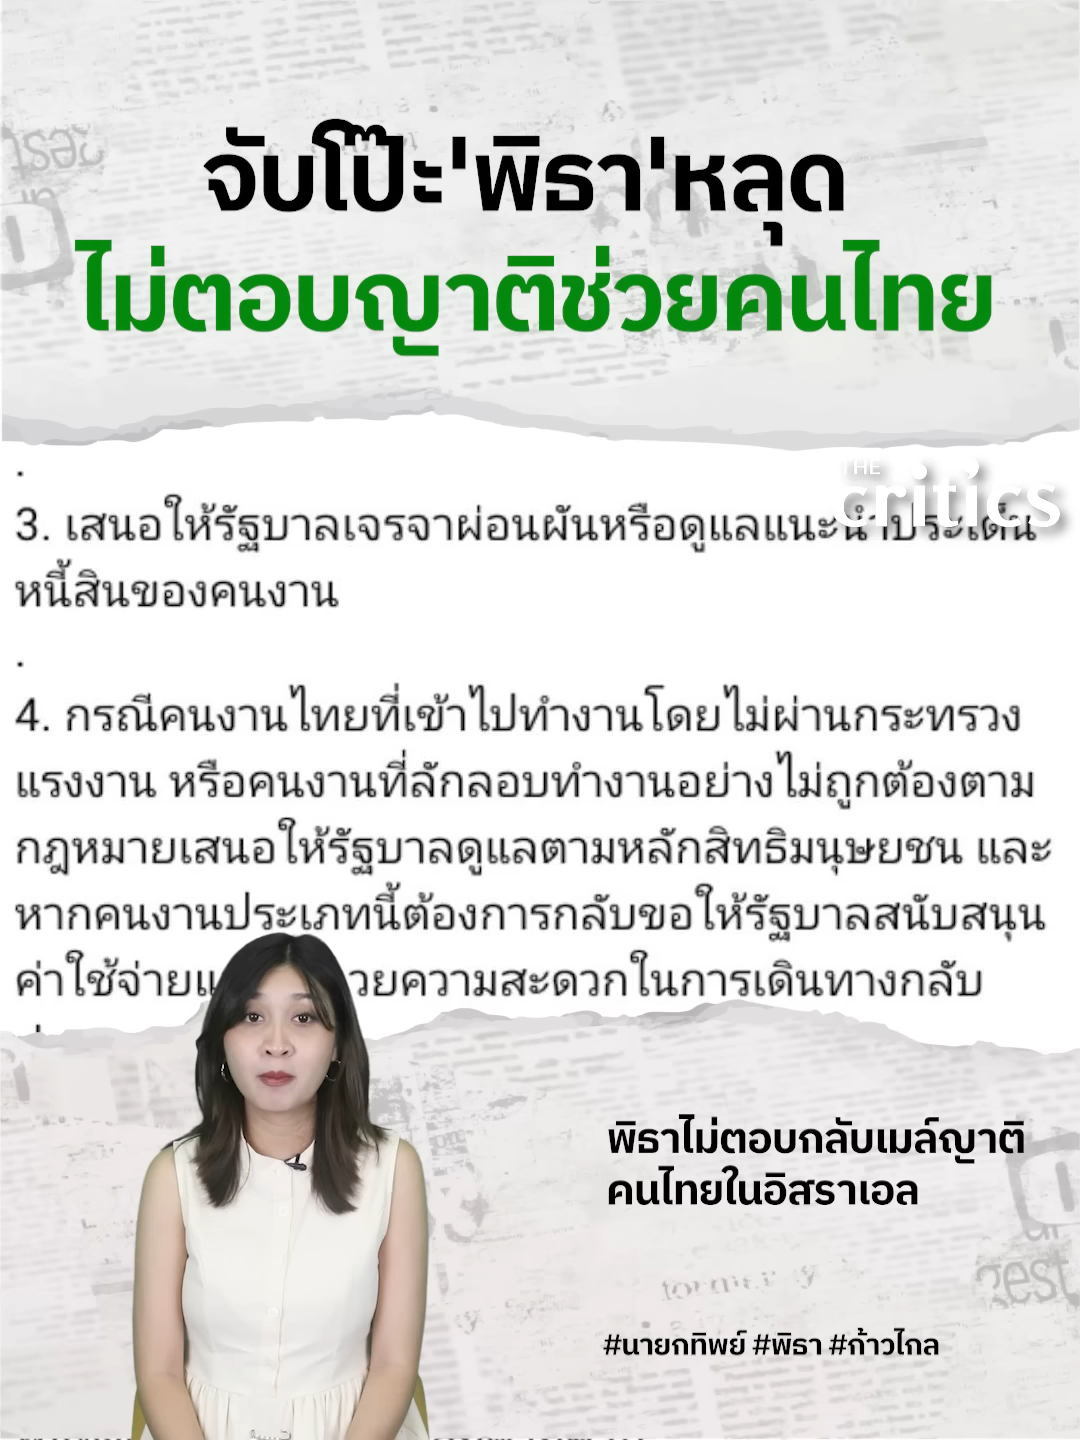 จับโป๊ะ'พิธา'หลุด
ไม่ตอบญาติช่วยคนไทย
THE
critics
.
3. เสนอให้รัฐบาลเจรจาผ่อนผันหรือดูแลแนะนำประเด็น
หนี้สินของคนงาน
.
4. กรณีคนงานไทยที่เข้าไปทำงานโดยไม่ผ่านกระทรวง
แรงงาน หรือคนงานที่ลักลอบทำงานอย่างไม่ถูกต้องตาม
กฎหมายเสนอให้รัฐบาลดูแลตามหลักสิทธิมนุษยชน และ
หากคนงานประเภทนี้ต้องการกลับขอให้รัฐบาลสนับสนุน
ค่าใช้จ่าย ความสะดวกในการเดินทางกลับ
พิธาไม่ตอบกลับเมล์ญาติ
คนไทยในอิสราเอล
#นายกทิพย์ #พิธา #ก้าวไกล